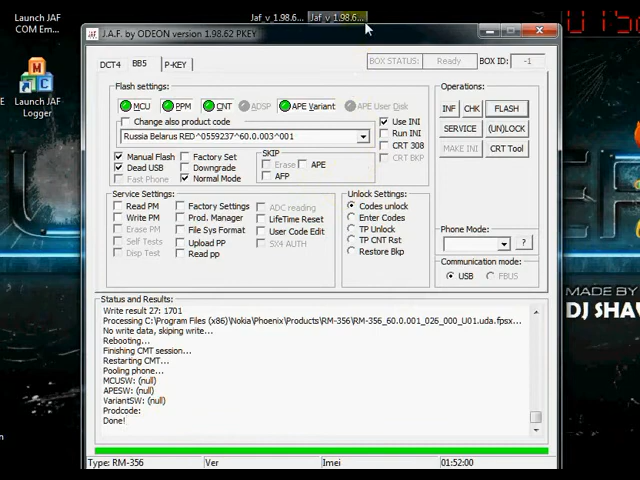 Launch JAF
COM Em...
Jaf_v_1.98.6...
Jaf_v_1.98.6...
J.A.F. by ODEON version 1.98.62 PKEY
DCT4
BB5
P-KEY
BOX STATUS:
Ready
BOX ID:
-1
Launch JAF
Logger
Flash settings:
MCU
PPM
CNT
ADSP
APE Variant
APE User Disk
Change also product code
Russia Belarus RED^0559237^60.0.003^001
Use INI
Run INI
CRT 308
CRT BKP
Manual Flash
Dead USB
Fast Phone
Factory Set
Downgrade
Normal Mode
SKIP
Erase
APE
AFP
Operations:
INF
CHK
FLASH
SERVICE
(UN)LOCK
MAKE INI
CRT Tool
Service Settings:
Read PM
Write PM
Erase PM
Self Tests
Disp Test
Factory Settings
Prod. Manager
File Sys Format
Upload PP
Read pp
ADC reading
LifeTime Reset
User Code Edit
SX4 AUTH
Unlock Settings:
Codes unlock
Enter Codes
TP Unlock
TP CNT Rst
Restore Bkp
Phone Mode:
?
Communication mode:
USB
FBUS
Status and Results:
Write result 27: 1701
Processing C:\Program Files (x86)\Nokia\Phoenix\Products\RM-356\RM-356_60.0.001_026_000_U01.uda.fpsx...
No write data, skiping write...
Rebooting...
Finishing CMT session...
Restarting CMT...
Pooling phone...
MCUSW: (null)
APESW: (null)
VariantSW: (null)
Prodcode:
Done!
Type: RM-356
Ver
Imei
01:52:00
MADE BY
DJ SHA